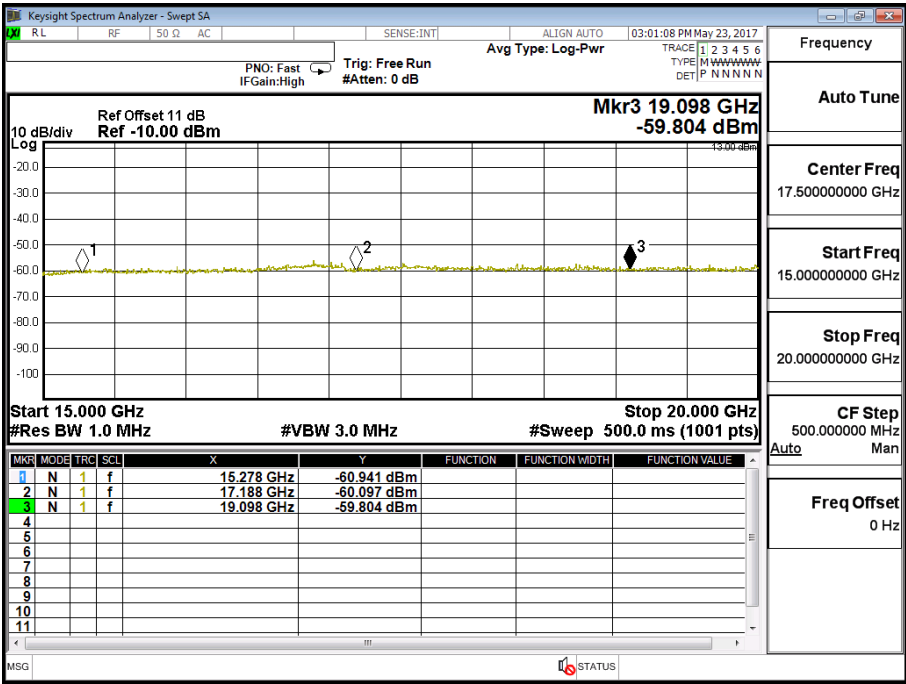 Keysight Spectrum Analyzer - Swept SA
LXI RL RF 50 Ω AC SENSE:INT ALIGN AUTO 03:01:08 PM May 23, 2017
PNO: Fast
IFGain:High
Trig: Free Run
#Atten: 0 dB
Avg Type: Log-Pwr
TRACE 1 2 3 4 5 6
TYPE M WWWWW
DET P N N N N N
Mkr3 19.098 GHz
-59.804 dBm
Ref Offset 11 dB
10 dB/div Ref -10.00 dBm
Log
-13.00 dBm
-20.0
-30.0
-40.0
-50.0
-60.0
-70.0
-80.0
-90.0
-100
1
2
3
Start 15.000 GHz Stop 20.000 GHz
#Res BW 1.0 MHz #VBW 3.0 MHz #Sweep 500.0 ms (1001 pts)
MKR MODE TRC SCL X Y FUNCTION FUNCTION WIDTH FUNCTION VALUE
1 N 1 f 15.278 GHz -60.941 dBm
2 N 1 f 17.188 GHz -60.097 dBm
3 N 1 f 19.098 GHz -59.804 dBm
4
5
6
7
8
9
10
11
MSG STATUS
Frequency
Auto Tune
Center Freq
17.500000000 GHz
Start Freq
15.000000000 GHz
Stop Freq
20.000000000 GHz
CF Step
500.000000 MHz
Auto Man
Freq Offset
0 Hz